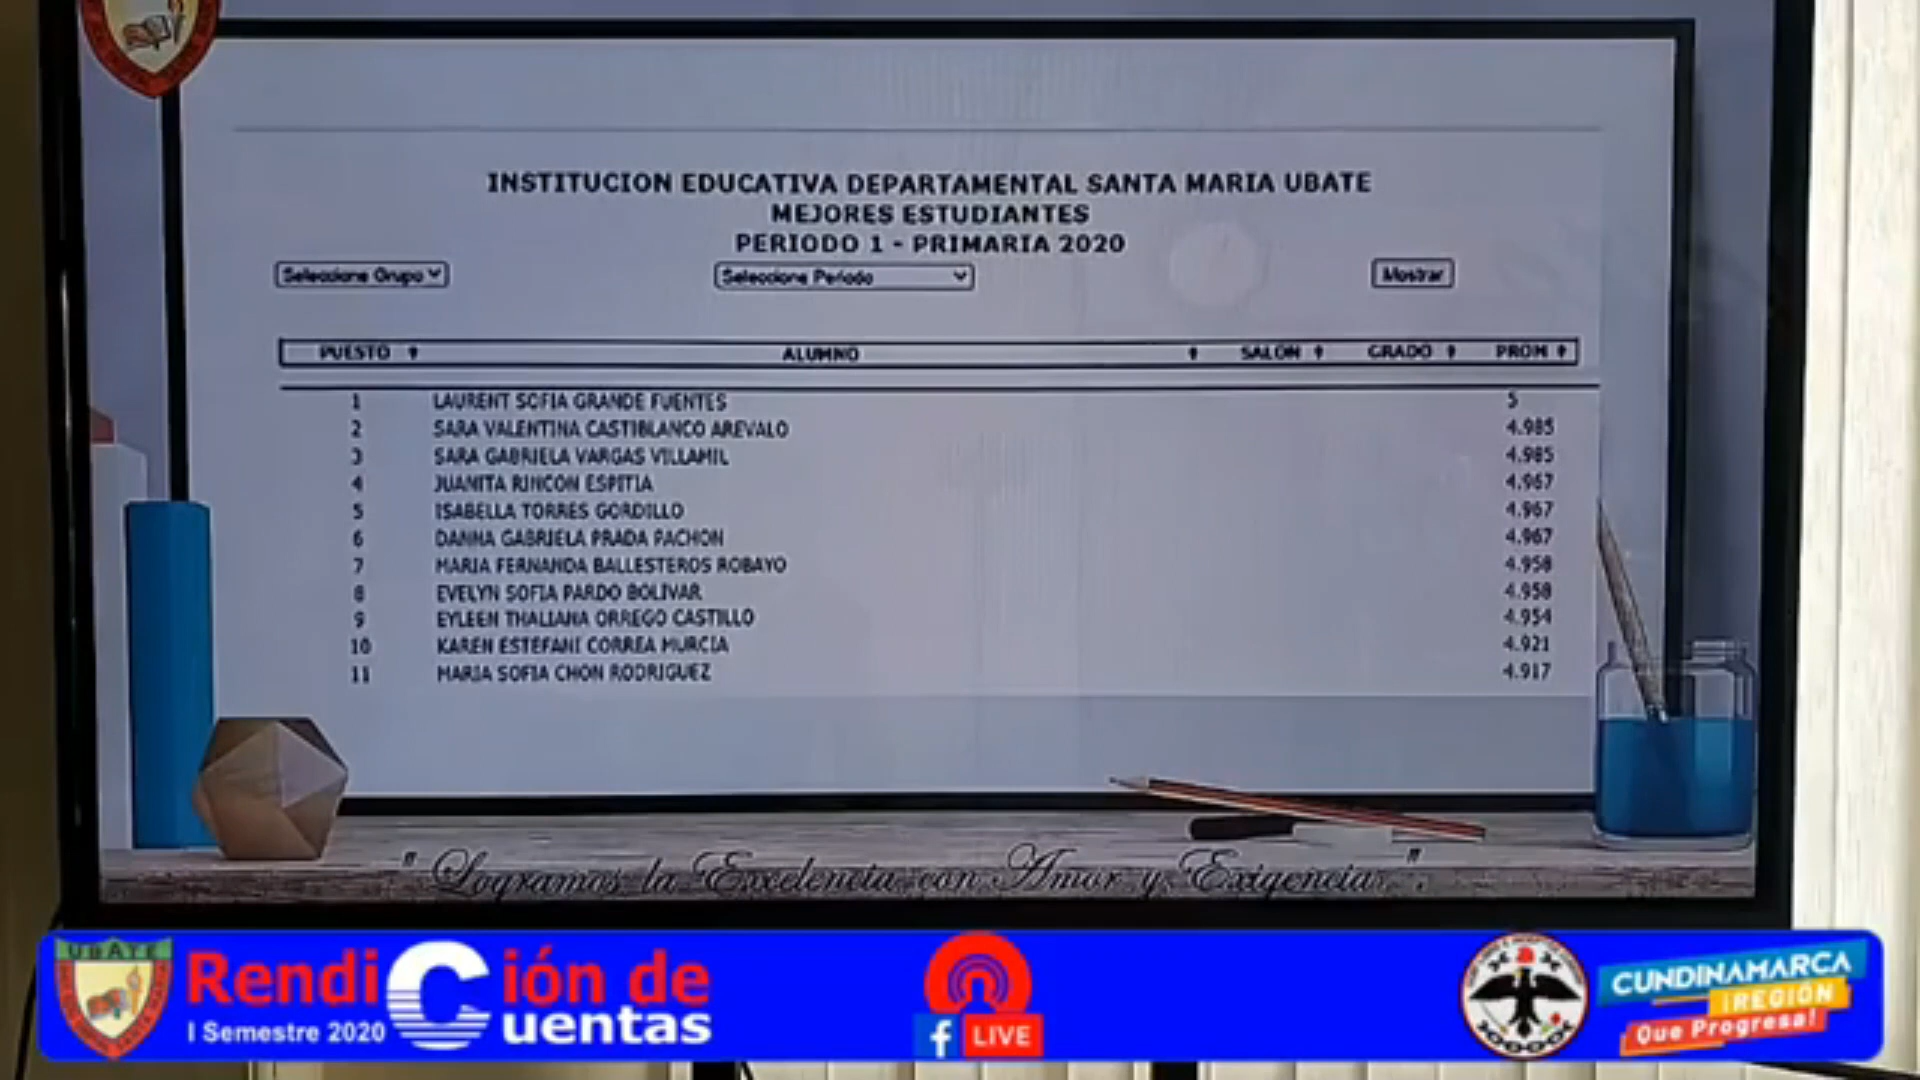 INSTITUCION EDUCATIVA DEPARTAMENTAL SANTA MARIA UBATE
MEJORES ESTUDIANTES
PERIODO 1 - PRIMARIA 2020
Seleccione Grupo Seleccione Periodo Mostrar
PUESTO ALUMNO SALON GRADO PROM
1 LAURENT SOFIA GRANDE FUENTES 5
2 SARA VALENTINA CASTIBLANCO AREVALO 4.985
3 SARA GABRIELA VARGAS VILLAMIL 4.985
4 JUANITA RINCON ESPITIA 4.967
5 ISABELLA TORRES GORDILLO 4.967
6 DANNA GABRIELA PRADA PACHON 4.967
7 MARIA FERNANDA BALLESTEROS ROBAYO 4.958
8 EVELYN SOFIA PARDO BOLIVAR 4.958
9 EYLEEN THALIANA ORREGO CASTILLO 4.954
10 KAREN ESTEFANI CORREA MURCIA 4.921
11 MARIA SOFIA CHON RODRIGUEZ 4.917
"Logramos la Excelencia con Amor y Exigencia".
UBATE
Rendición de
I Semestre 2020 Cuentas
f LIVE
CUNDINAMARCA
¡REGIÓN
Que Progresa!